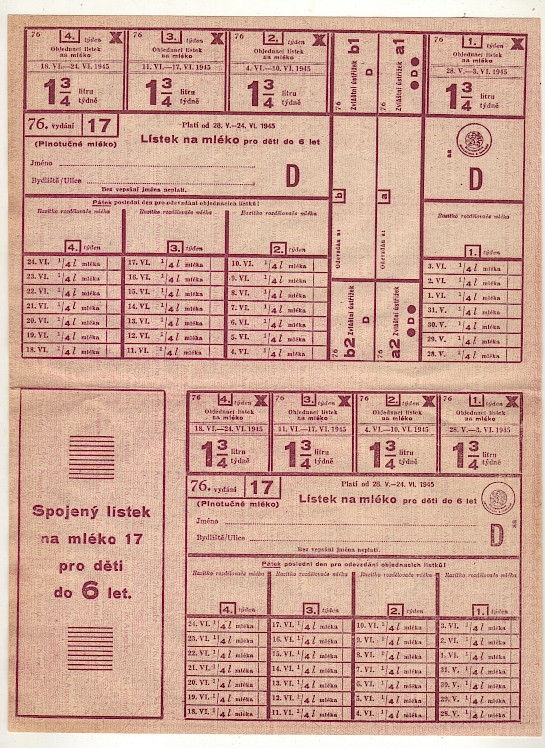 76 4. týden X
Objednací lístek
na mléko
18. VI.—24. VI. 1945
1 3/4 litru týdně
76 3. týden X
Objednací lístek
na mléko
11. VI.—17. VI. 1945
1 3/4 litru týdně
76 2. týden X
Objednací lístek
na mléko
4. VI.—10. VI. 1945
1 3/4 litru týdně
76 Zvláštní ústřižek b1
D
76 Zvláštní ústřižek a1
D
76 1. týden X
Objednací lístek
na mléko
28. V.—3. VI. 1945
1 3/4 litru týdně
76. vydání 17 Platí od 28. V.—24. VI. 1945
(Plnotučné mléko) Lístek na mléko pro děti do 6 let
Jméno
Bydliště/Ulice D
Bez vepsání jména neplatí.
b
a
aa
D
Pátek poslední den pro odevzdání objednacích lístků!
Razítko rozdělovače mléka Razítko rozdělovače mléka Razítko rozdělovače mléka
4. týden 3. týden 2. týden 1. týden
24. VI. 1/4 l mléka 17. VI. 1/4 l mléka 10. VI. 1/4 l mléka 3. VI. 1/4 l mléka
23. VI. 1/4 l mléka 16. VI. 1/4 l mléka 9. VI. 1/4 l mléka 2. VI. 1/4 l mléka
22. VI. 1/4 l mléka 15. VI. 1/4 l mléka 8. VI. 1/4 l mléka 1. VI. 1/4 l mléka
21. VI. 1/4 l mléka 14. VI. 1/4 l mléka 7. VI. 1/4 l mléka 31. V. 1/4 l mléka
20. VI. 1/4 l mléka 13. VI. 1/4 l mléka 6. VI. 1/4 l mléka 30. V. 1/4 l mléka
19. VI. 1/4 l mléka 12. VI. 1/4 l mléka 5. VI. 1/4 l mléka 29. V. 1/4 l mléka
18. VI. 1/4 l mléka 11. VI. 1/4 l mléka 4. VI. 1/4 l mléka 28. V. 1/4 l mléka
76 Zvláštní ústřižek b2
D
76 Zvláštní ústřižek a2
D
Spojený lístek
na mléko 17
pro děti
do 6 let.
76 4. týden X
Objednací lístek
na mléko
18. VI.—24. VI. 1945
1 3/4 litru týdně
76 3. týden X
Objednací lístek
na mléko
11. VI.—17. VI. 1945
1 3/4 litru týdně
76 2. týden X
Objednací lístek
na mléko
4. VI.—10. VI. 1945
1 3/4 litru týdně
76 1. týden X
Objednací lístek
na mléko
28. V.—3. VI. 1945
1 3/4 litru týdně
76. vydání 17 Platí od 28. V.—24. VI. 1945
(Plnotučné mléko) Lístek na mléko pro děti do 6 let
Jméno
Bydliště/Ulice D aa
Bez vepsání jména neplatí.
Pátek poslední den pro odevzdání objednacích lístků!
Razítko rozdělovače mléka Razítko rozdělovače mléka Razítko rozdělovače mléka Razítko rozdělovače mléka
4. týden 3. týden 2. týden 1. týden
24. VI. 1/4 l mléka 17. VI. 1/4 l mléka 10. VI. 1/4 l mléka 3. VI. 1/4 l mléka
23. VI. 1/4 l mléka 16. VI. 1/4 l mléka 9. VI. 1/4 l mléka 2. VI. 1/4 l mléka
22. VI. 1/4 l mléka 15. VI. 1/4 l mléka 8. VI. 1/4 l mléka 1. VI. 1/4 l mléka
21. VI. 1/4 l mléka 14. VI. 1/4 l mléka 7. VI. 1/4 l mléka 31. V. 1/4 l mléka
20. VI. 1/4 l mléka 13. VI. 1/4 l mléka 6. VI. 1/4 l mléka 29. V. 1/4 l mléka
19. VI. 1/4 l mléka 12. VI. 1/4 l mléka 5. VI. 1/4 l mléka 29. V. 1/4 l mléka
18. VI. 1/4 l mléka 11. VI. 1/4 l mléka 4. VI. 1/4 l mléka 28. V. 1/4 l mléka